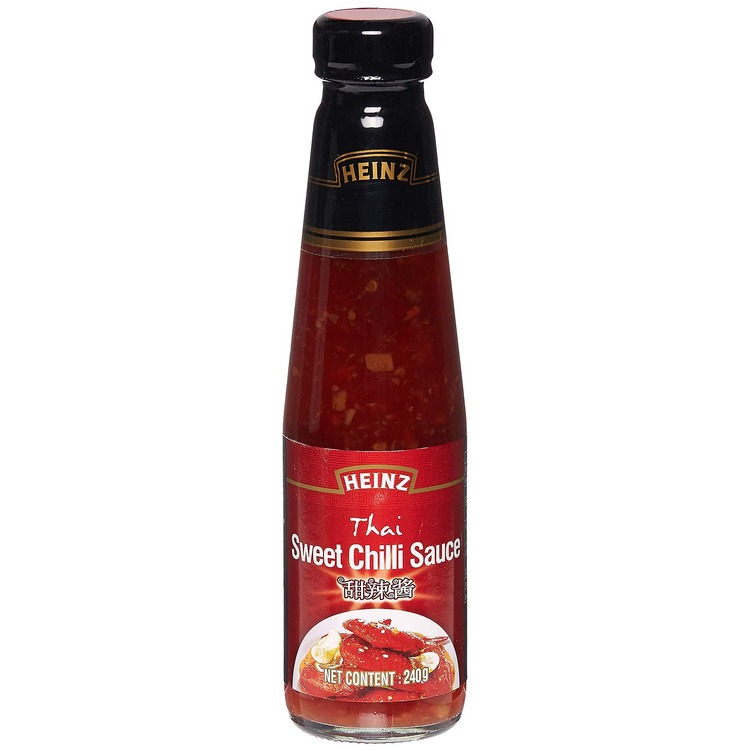 HEINZ
HEINZ
Thai
Sweet Chilli Sauce
甜辣酱
NET CONTENT : 240g